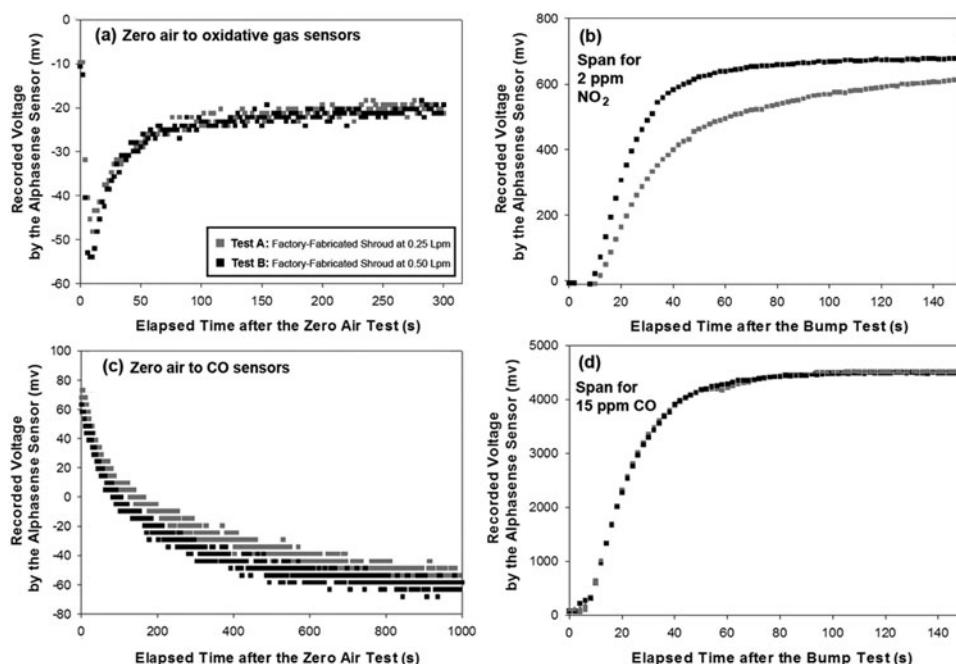 (a) Zero air to oxidative gas sensors
Recorded Voltage
by the Alphasense Sensor (mv)
-10
-20
-30
-40
-50
-60
0
50
100
150
200
250
300
Elapsed Time after the Zero Air Test (s)
Test A: Factory-Fabricated Shroud at 0.25 Lpm
Test B: Factory-Fabricated Shroud at 0.50 Lpm
(b)
Span for
2 ppm
NO₂
Recorded Voltage
by the Alphasense Sensor (mv)
800
600
400
200
0
0
20
40
60
80
100
120
140
Elapsed Time after the Bump Test (s)
(c) Zero air to CO sensors
Recorded Voltage
by the Alphasense Sensor (mv)
100
80
60
40
20
0
-20
-40
-60
-80
0
200
400
600
800
1000
Elapsed Time after the Zero Air Test (s)
(d)
Span for
15 ppm CO
Recorded Voltage
by the Alphasense Sensor (mv)
5000
4000
3000
2000
1000
0
0
20
40
60
80
100
120
140
Elapsed Time after the Bump Test (s)